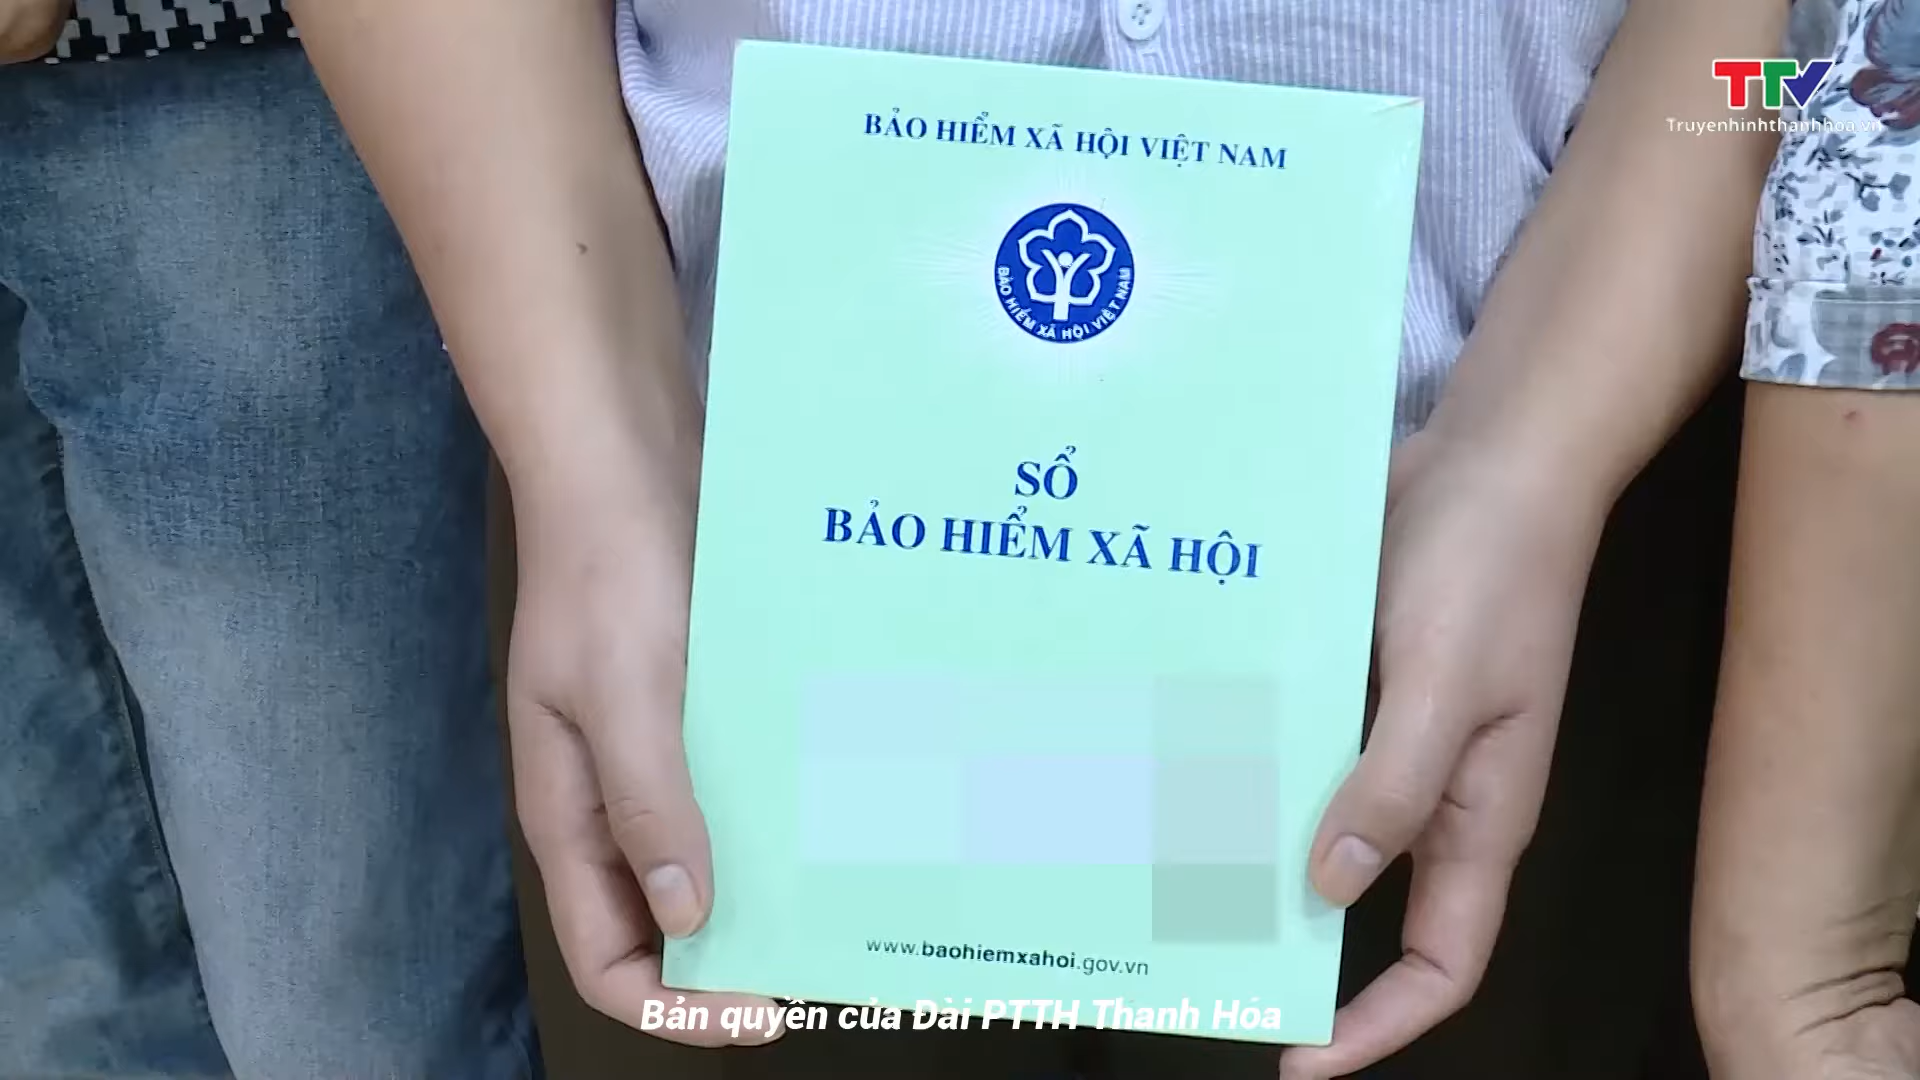 TTV
Truyenhinhthanhhoa.vn
BẢO HIỂM XÃ HỘI VIỆT NAM
BẢO HIỂM XÃ HỘI VIỆT NAM
SỔ
BẢO HIỂM XÃ HỘI
www.baohiemxahoi.gov.vn
Bản quyền của Đài PTTH Thanh Hóa